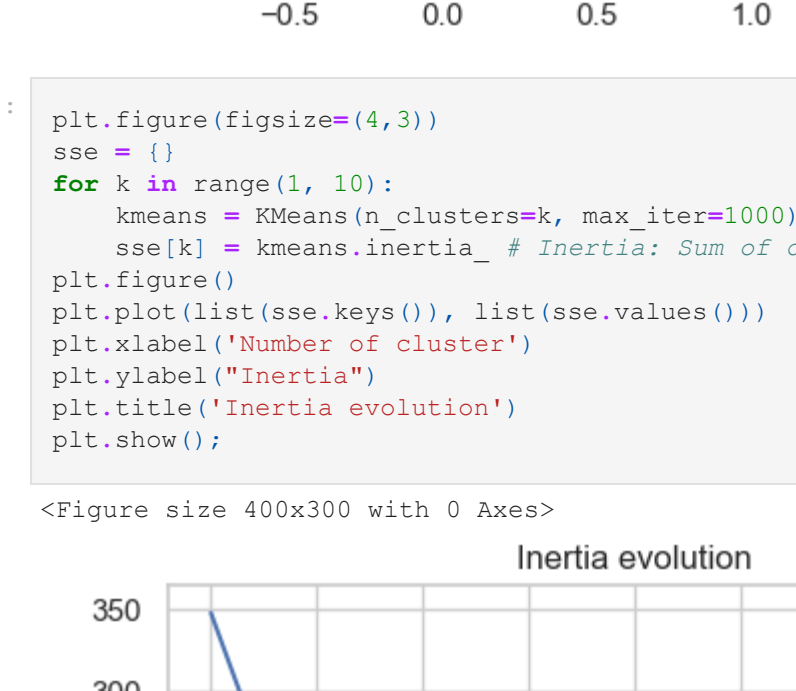 −0.5 0.0 0.5 1.0
:
plt.figure(figsize=(4,3))
sse = {}
for k in range(1, 10):
    kmeans = KMeans(n_clusters=k, max_iter=1000)
    sse[k] = kmeans.inertia_ # Inertia: Sum of
plt.figure()
plt.plot(list(sse.keys()), list(sse.values()))
plt.xlabel('Number of cluster')
plt.ylabel("Inertia")
plt.title('Inertia evolution')
plt.show();
<Figure size 400x300 with 0 Axes>
Inertia evolution
350
300